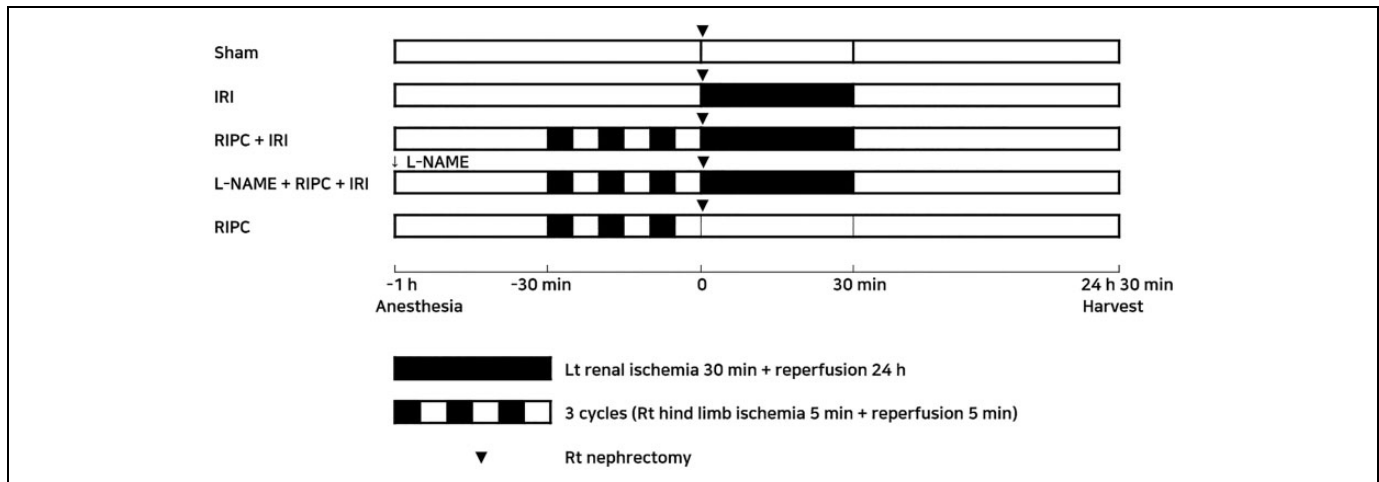 Sham
IRI
RIPC + IRI
↓ L-NAME
L-NAME + RIPC + IRI
RIPC
-1 h -30 min 0 30 min 24 h 30 min
Anesthesia Harvest
Lt renal ischemia 30 min + reperfusion 24 h
3 cycles (Rt hind limb ischemia 5 min + reperfusion 5 min)
Rt nephrectomy